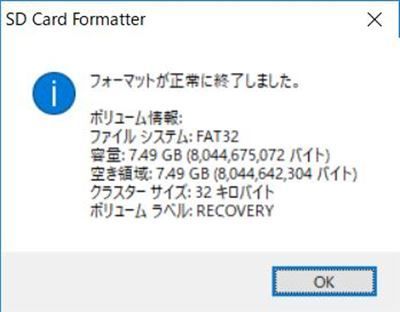 SD Card Formatter
フォーマットが正常に終了しました。
ボリューム情報:
ファイル システム: FAT32
容量: 7.49 GB (8,044,675,072 バイト)
空き領域: 7.49 GB (8,044,642,304 バイト)
クラスター サイズ: 32 キロバイト
ボリューム ラベル: RECOVERY
OK